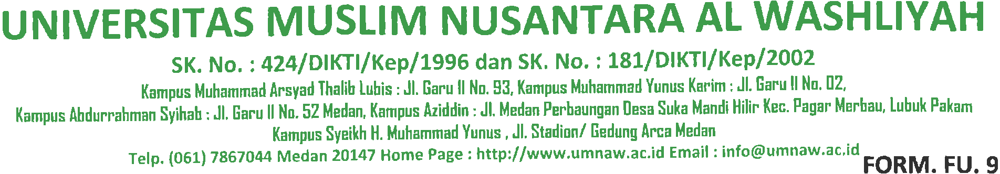 UNIVERSITAS MUSLIM NUSANTARA AL WASHLIYAH
SK. No. : 424/DIKTI/Kep/1996 dan SK. No. : 181/DIKTI/Kep/2002
Kampus Muhammad Arsyad Thalib Lubis : Jl. Garu II No. 93, Kampus Muhammad Yunus Karim : Jl. Garu II No. 02,
Kampus Abdurrahman Syihab : Jl. Garu II No. 52 Medan, Kampus Aziddin : Jl. Medan Perbaungan Desa Suka Mandi Hilir Kec. Pagar Merbau, Lubuk Pakam
Kampus Syeikh H. Muhammad Yunus , Jl. Stadion/ Gedung Arca Medan
Telp. (061) 7867044 Medan 20147 Home Page : http://www.umnaw.ac.id Email : info@umnaw.ac.id
FORM. FU. 9